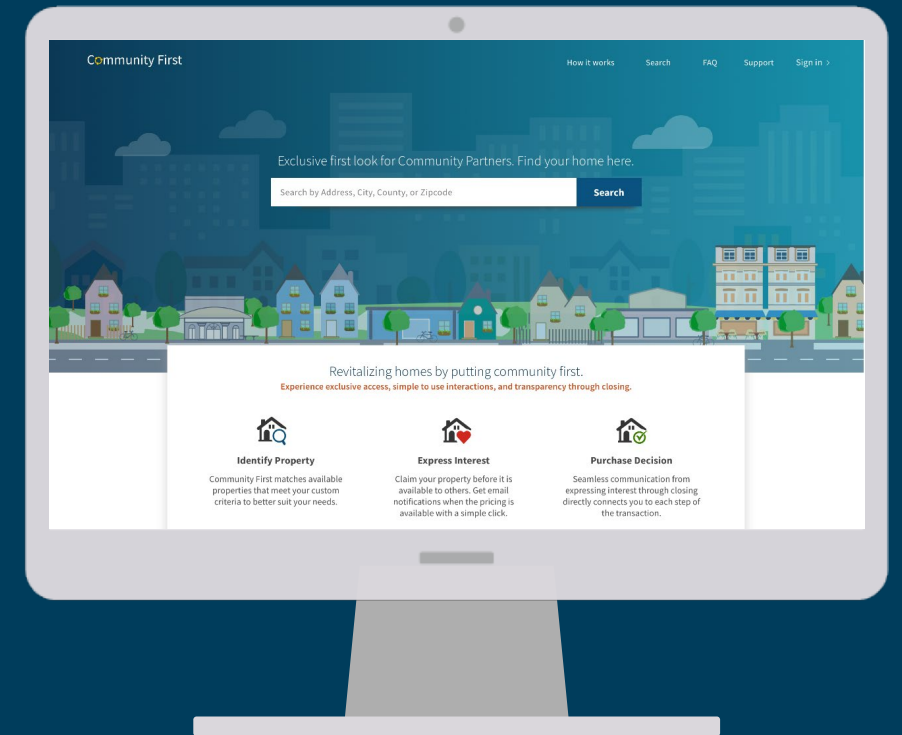 Community First
How it works
Search
FAQ
Support
Sign in >
Exclusive first look for Community Partners. Find your home here.
Search by Address, City, County, or Zipcode
Search
Revitalizing homes by putting community first.
Experience exclusive access, simple to use interactions, and transparency through closing.
Identify Property
Community First matches available
properties that meet your custom
criteria to better suit your needs.
Express Interest
Claim your property before it is
available to others. Get email
notifications when the pricing is
available with a simple click.
Purchase Decision
Seamless communication from
expressing interest through closing
directly connects you to each step of
the transaction.